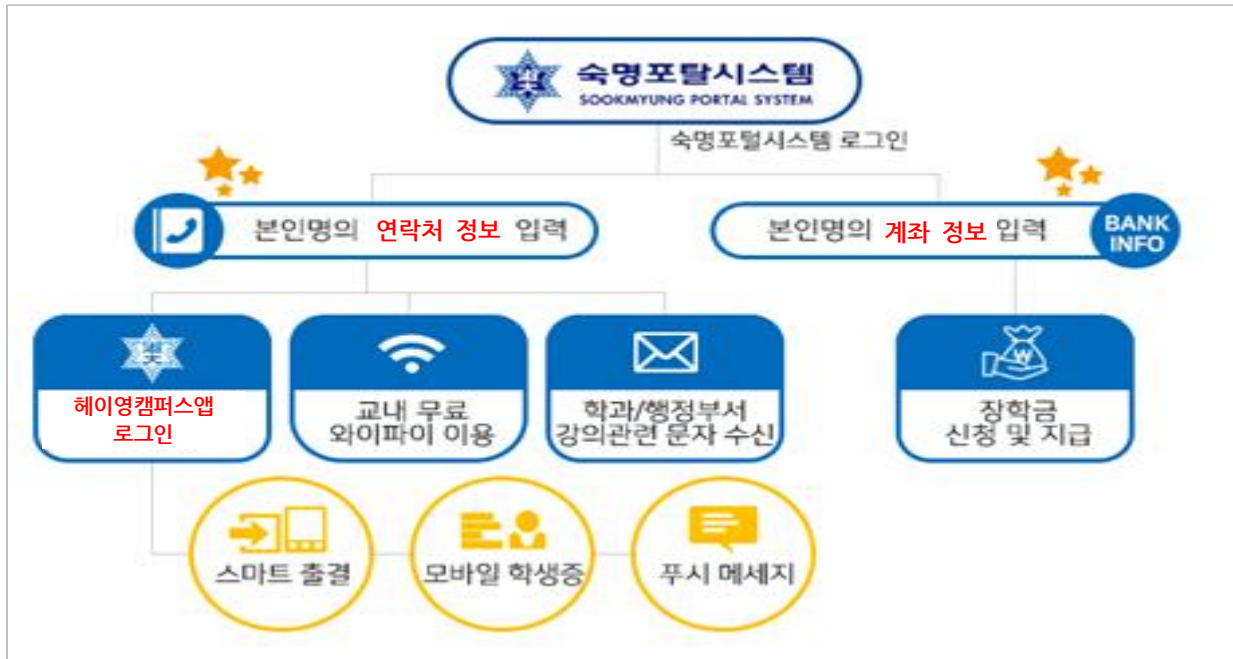 숙명포탈시스템
SOOKMYUNG PORTAL SYSTEM
숙명포털시스템 로그인
본인명의 연락처 정보 입력
본인명의 계좌 정보 입력
BANK
INFO
헤이영캠퍼스앱
로그인
교내 무료
와이파이 이용
학과/행정부서
강의관련 문자 수신
W
장학금
신청 및 지급
스마트 출결
모바일 학생증
푸시 메세지